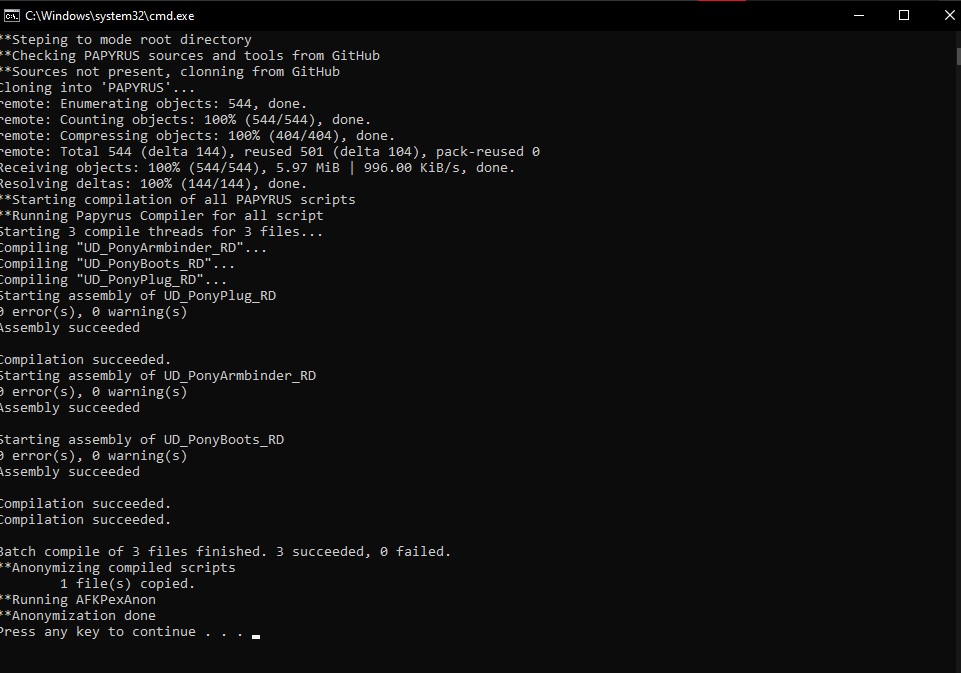 C:\Windows\system32\cmd.exe
**Steping to mode root directory
**Checking PAPYRUS sources and tools from GitHub
**Sources not present, clonning from GitHub
Cloning into 'PAPYRUS'...
remote: Enumerating objects: 544, done.
remote: Counting objects: 100% (544/544), done.
remote: Compressing objects: 100% (404/404), done.
remote: Total 544 (delta 144), reused 501 (delta 104), pack-reused 0
Receiving objects: 100% (544/544), 5.97 MiB | 996.00 KiB/s, done.
Resolving deltas: 100% (144/144), done.
**Starting compilation of all PAPYRUS scripts
**Running Papyrus Compiler for all script
Starting 3 compile threads for 3 files...
Compiling "UD_PonyArmbinder_RD"...
Compiling "UD_PonyBoots_RD"...
Compiling "UD_PonyPlug_RD"...
Starting assembly of UD_PonyPlug_RD
0 error(s), 0 warning(s)
Assembly succeeded
Compilation succeeded.
Starting assembly of UD_PonyArmbinder_RD
0 error(s), 0 warning(s)
Assembly succeeded
Starting assembly of UD_PonyBoots_RD
0 error(s), 0 warning(s)
Assembly succeeded
Compilation succeeded.
Compilation succeeded.
Batch compile of 3 files finished. 3 succeeded, 0 failed.
**Anonymizing compiled scripts
1 file(s) copied.
**Running AFKPexAnon
**Anonymization done
Press any key to continue . . .